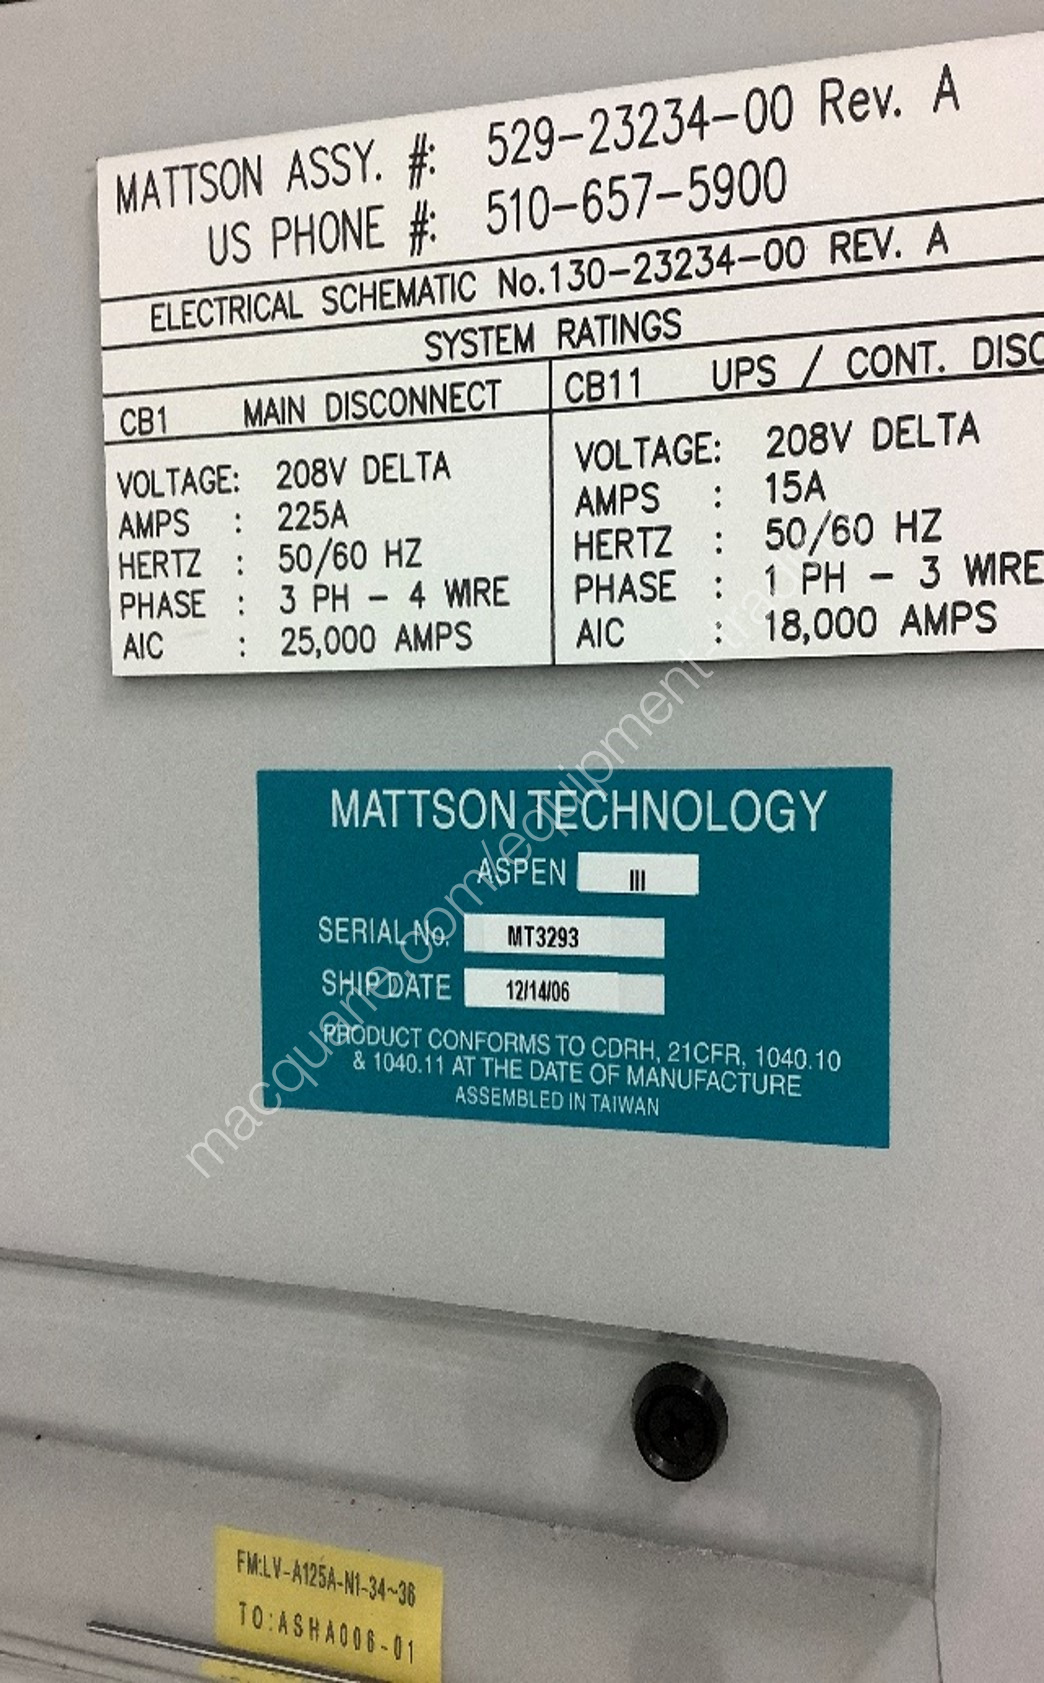 MATTSON ASSY. #: 529-23234-00 Rev. A
US PHONE #: 510-657-5900
ELECTRICAL SCHEMATIC No.130-23234-00 REV. A
SYSTEM RATINGS
CB1 MAIN DISCONNECT
VOLTAGE: 208V DELTA
AMPS : 225A
HERTZ : 50/60 HZ
PHASE : 3 PH - 4 WIRE
AIC : 25,000 AMPS
CB11 UPS / CONT. DISC
VOLTAGE: 208V DELTA
AMPS : 15A
HERTZ : 50/60 HZ
PHASE : 1 PH - 3 WIRE
AIC : 18,000 AMPS
MATTSON TECHNOLOGY
ASPEN III
SERIAL No. MT3293
SHIP DATE 12/14/06
PRODUCT CONFORMS TO CDRH, 21CFR, 1040.10
& 1040.11 AT THE DATE OF MANUFACTURE
ASSEMBLED IN TAIWAN
macquarie.com/equipment-trading
FM:LV-A125A-N1-34~36
TO:ASHA006-01